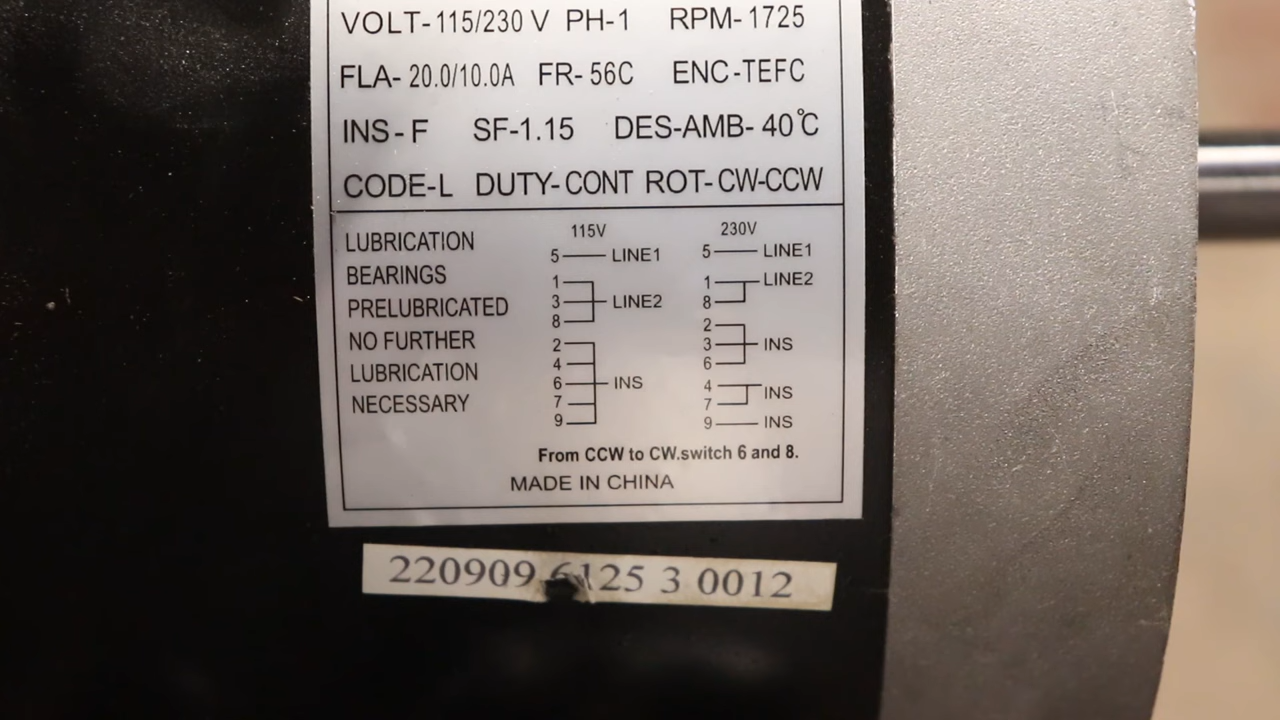 VOLT-115/230 V PH-1 RPM-1725
FLA- 20.0/10.0A FR-56C ENC-TEFC
INS-F SF-1.15 DES-AMB-40℃
CODE-L DUTY-CONT ROT-CW-CCW
LUBRICATION
BEARINGS
PRELUBRICATED
NO FURTHER
LUBRICATION
NECESSARY
115V
5 LINE1
1
3 LINE2
8
2
4
6 INS
7
9
230V
5 LINE1
1 LINE2
8
2
3 INS
6
4 INS
7
9 INS
From CCW to CW.switch 6 and 8.
MADE IN CHINA
220909 6125 3 0012